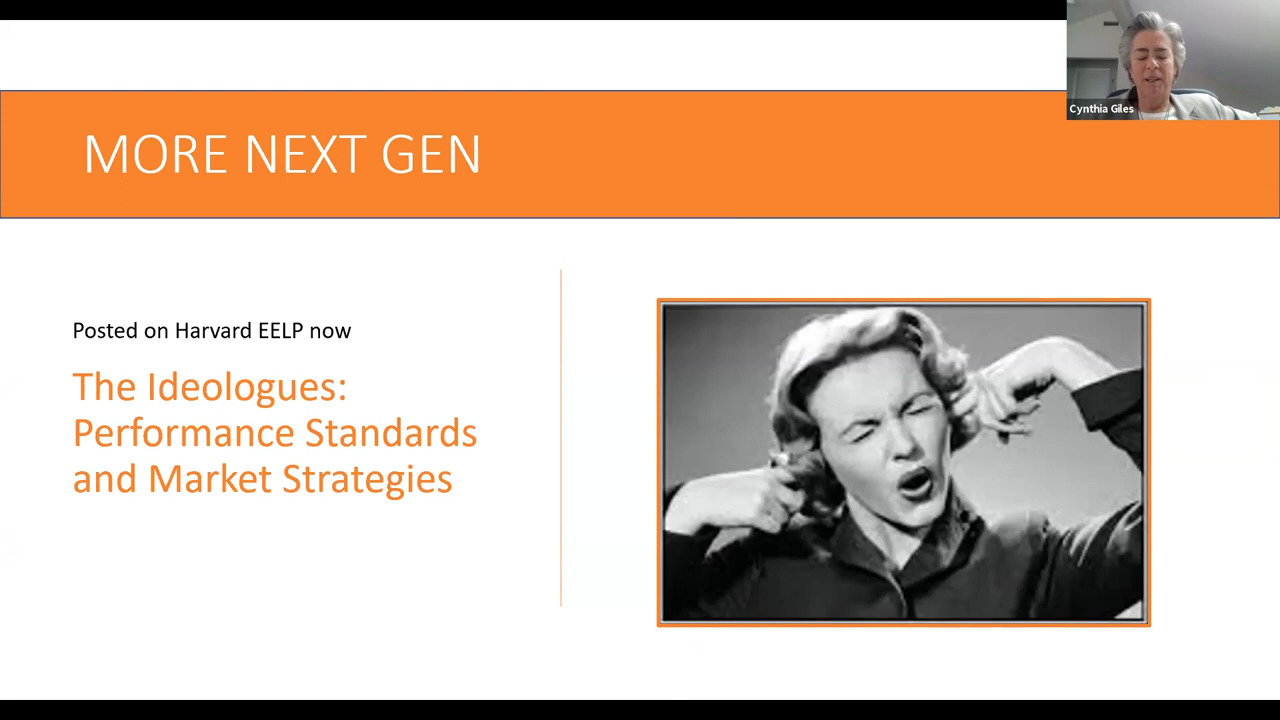 Cynthia Giles
MORE NEXT GEN
Posted on Harvard EELP now
The Ideologues:
Performance Standards
and Market Strategies